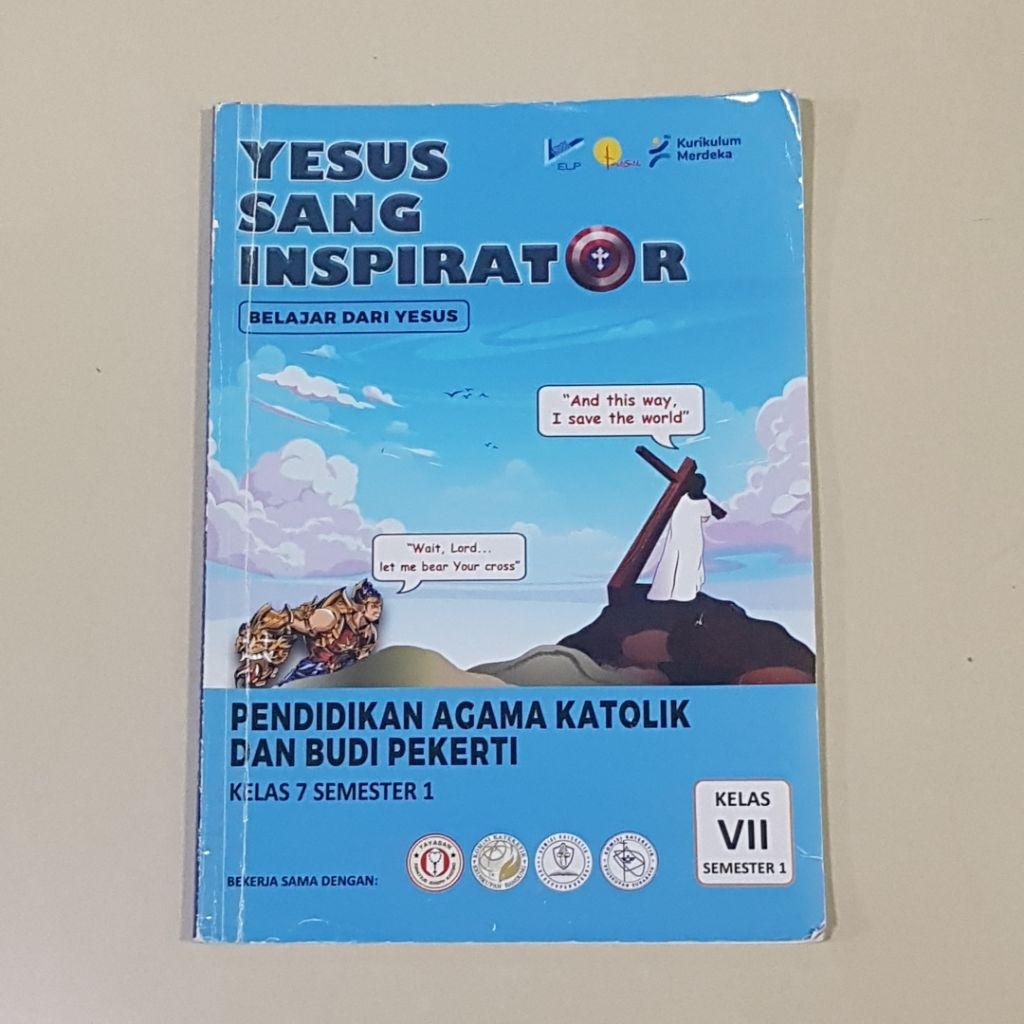 YESUS
SANG
INSPIRATOR
ELP
Kurikulum
Merdeka
BELAJAR DARI YESUS
"And this way,
I save the world"
"Wait, Lord...
let me bear Your cross"
PENDIDIKAN AGAMA KATOLIK
DAN BUDI PEKERTI
KELAS 7 SEMESTER 1
KELAS
VII
SEMESTER 1
BEKERJA SAMA DENGAN:
YAYASAN